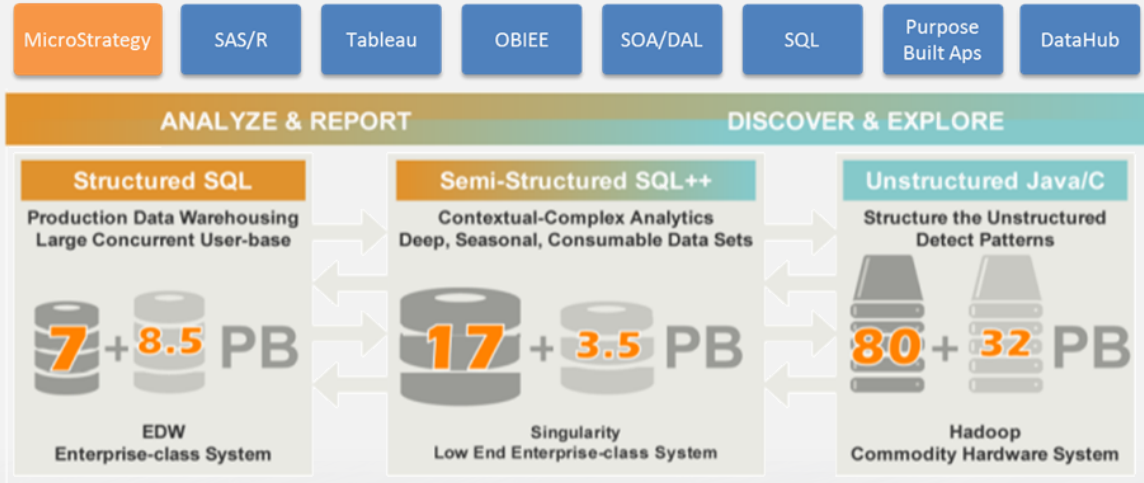 MicroStrategy
SAS/R
Tableau
OBIEE
SOA/DAL
SQL
Purpose
Built Aps
DataHub
ANALYZE & REPORT
DISCOVER & EXPLORE
Structured SQL
Production Data Warehousing
Large Concurrent User-base
7 + 8.5 PB
EDW
Enterprise-class System
Semi-Structured SQL++
Contextual-Complex Analytics
Deep, Seasonal, Consumable Data Sets
17 + 3.5 PB
Singularity
Low End Enterprise-class System
Unstructured Java/C
Structure the Unstructured
Detect Patterns
80 + 32 PB
Hadoop
Commodity Hardware System